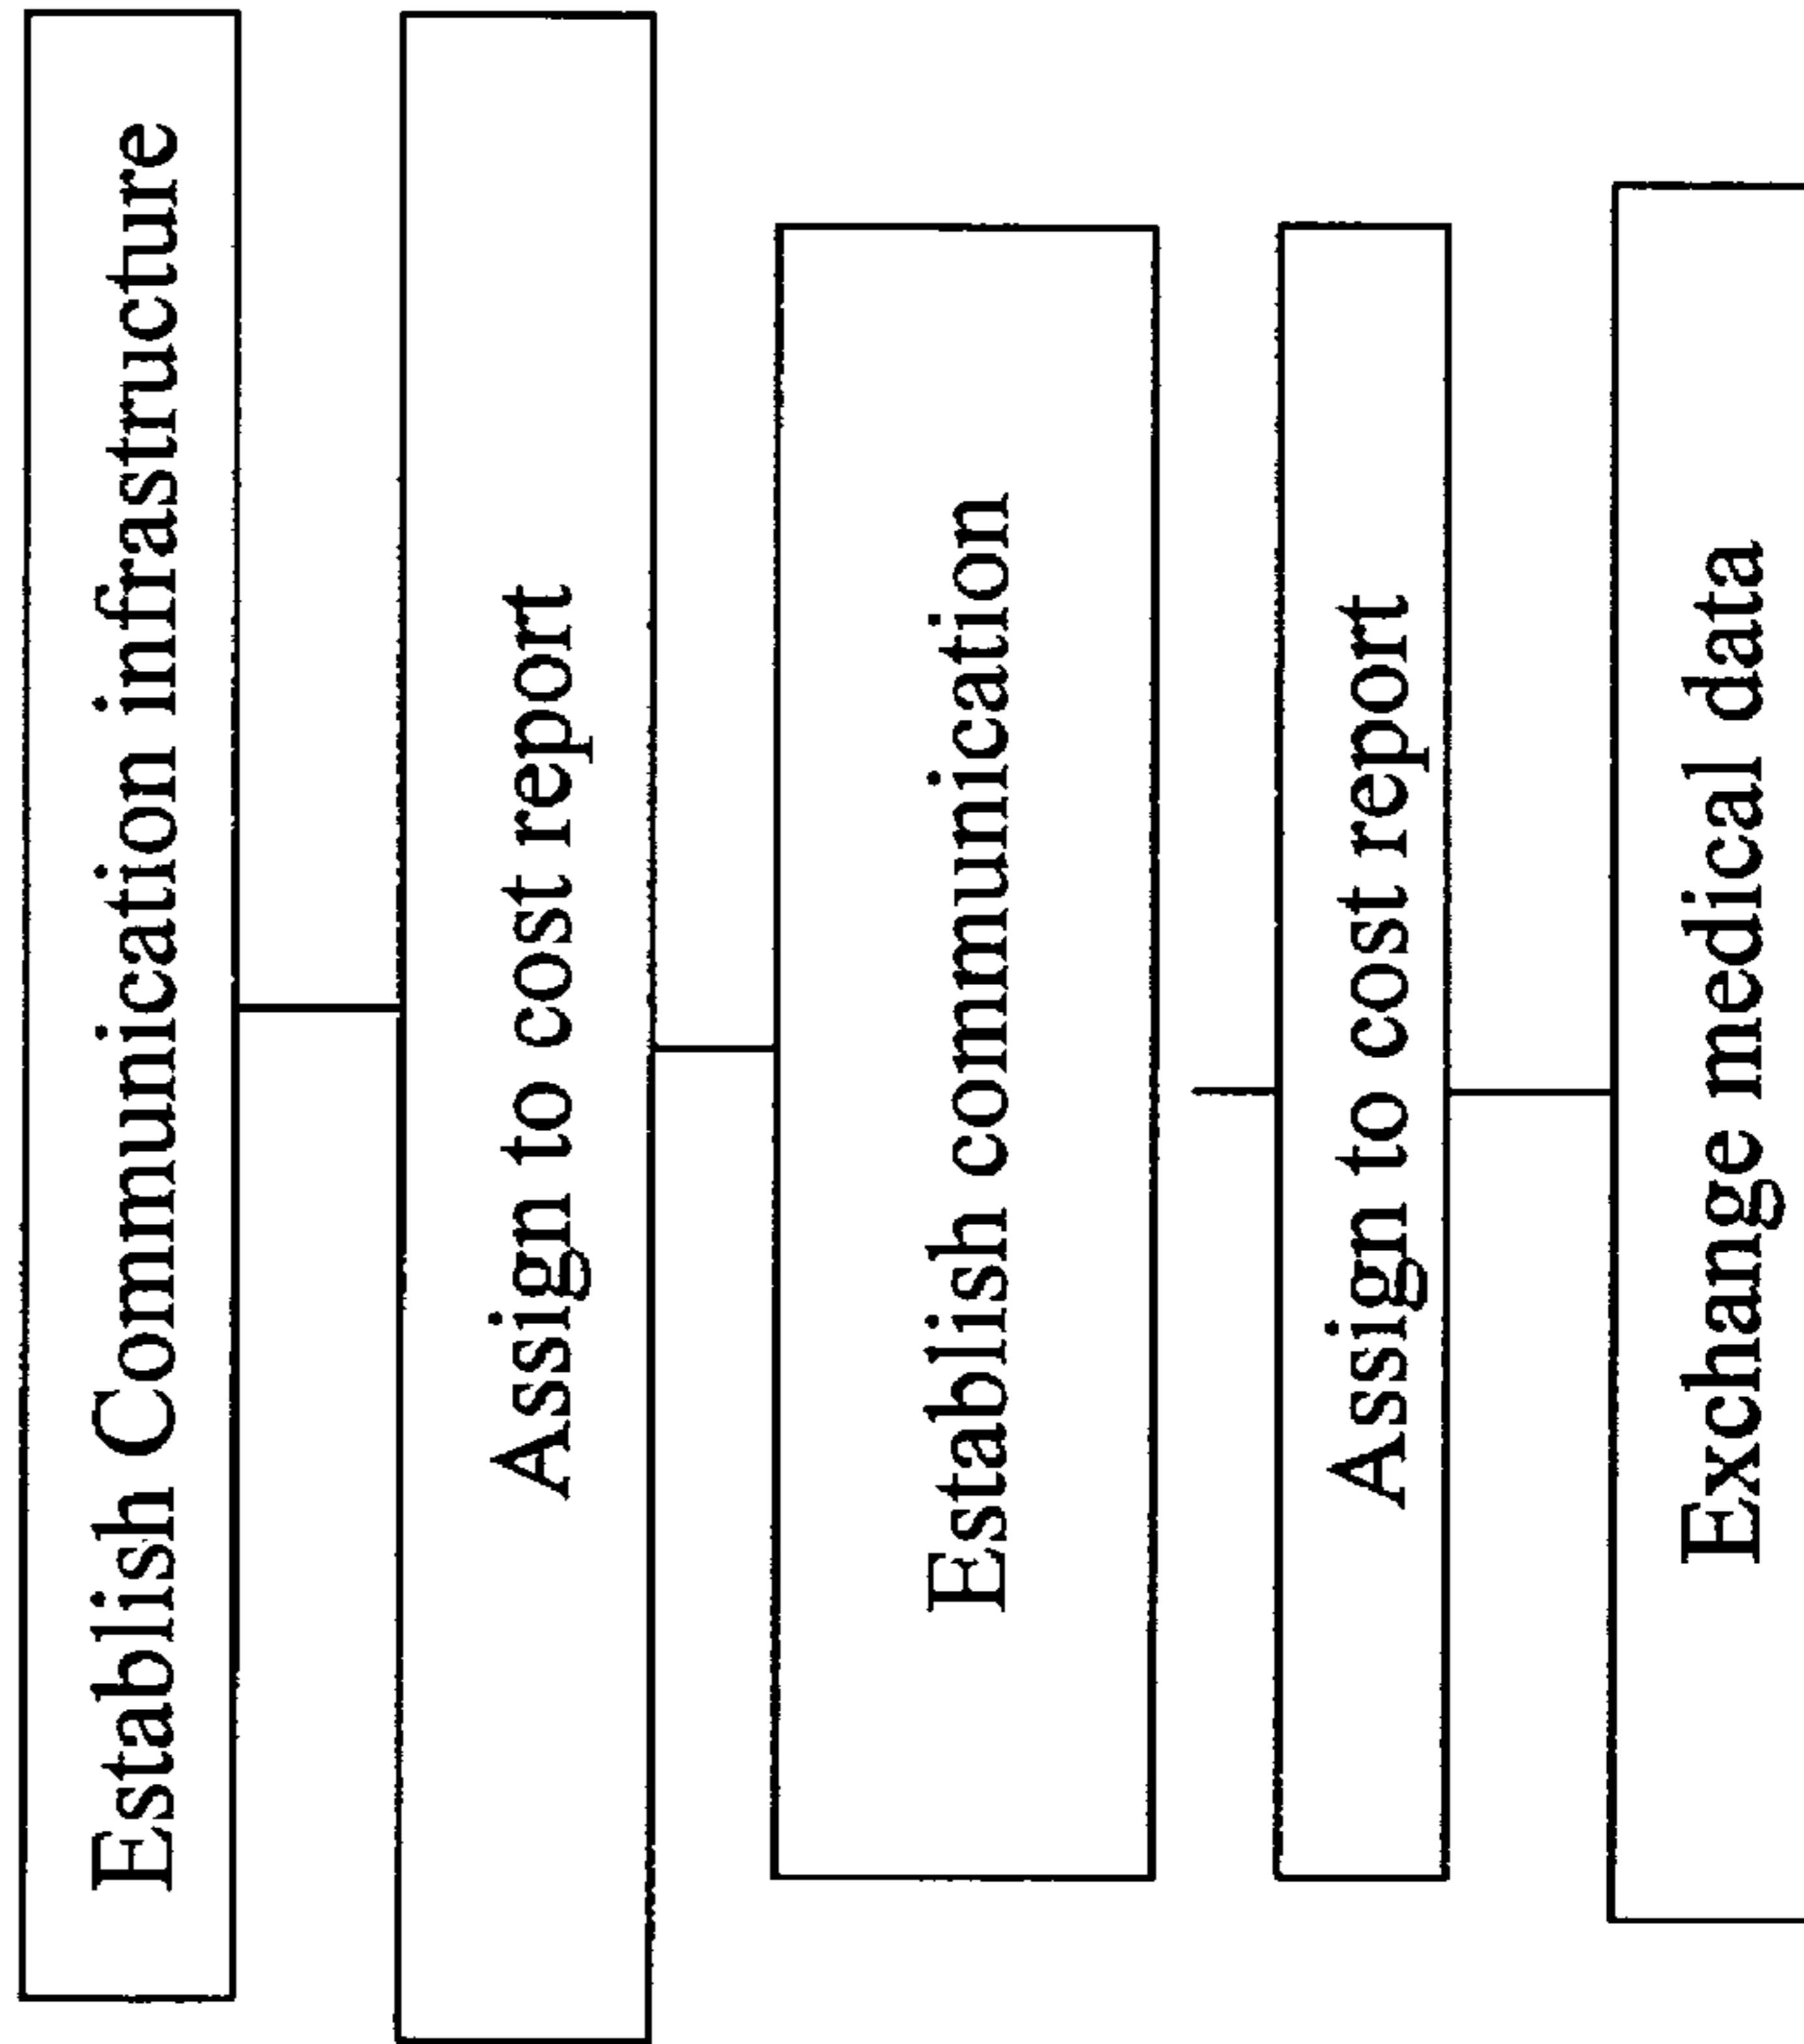 Establish Communication infrastructure
Assign to cost report
Establish communication
Assign to cost report
Exchange medical data